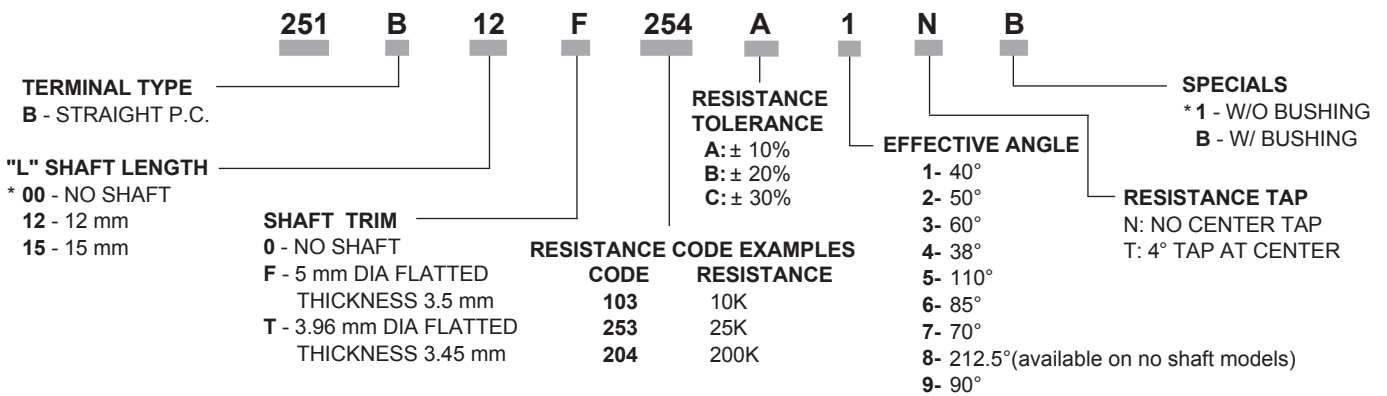 251 B 12 F 254 A 1 N B
TERMINAL TYPE
B - STRAIGHT P.C.
"L" SHAFT LENGTH
* 00 - NO SHAFT
12 - 12 mm
15 - 15 mm
SHAFT TRIM
0 - NO SHAFT
F - 5 mm DIA FLATTED
THICKNESS 3.5 mm
T - 3.96 mm DIA FLATTED
THICKNESS 3.45 mm
RESISTANCE CODE EXAMPLES
CODE RESISTANCE
103 10K
253 25K
204 200K
RESISTANCE
TOLERANCE
A: ± 10%
B: ± 20%
C: ± 30%
EFFECTIVE ANGLE
1- 40°
2- 50°
3- 60°
4- 38°
5- 110°
6- 85°
7- 70°
8- 212.5°(available on no shaft models)
9- 90°
RESISTANCE TAP
N: NO CENTER TAP
T: 4° TAP AT CENTER
SPECIALS
* 1 - W/O BUSHING
B - W/ BUSHING